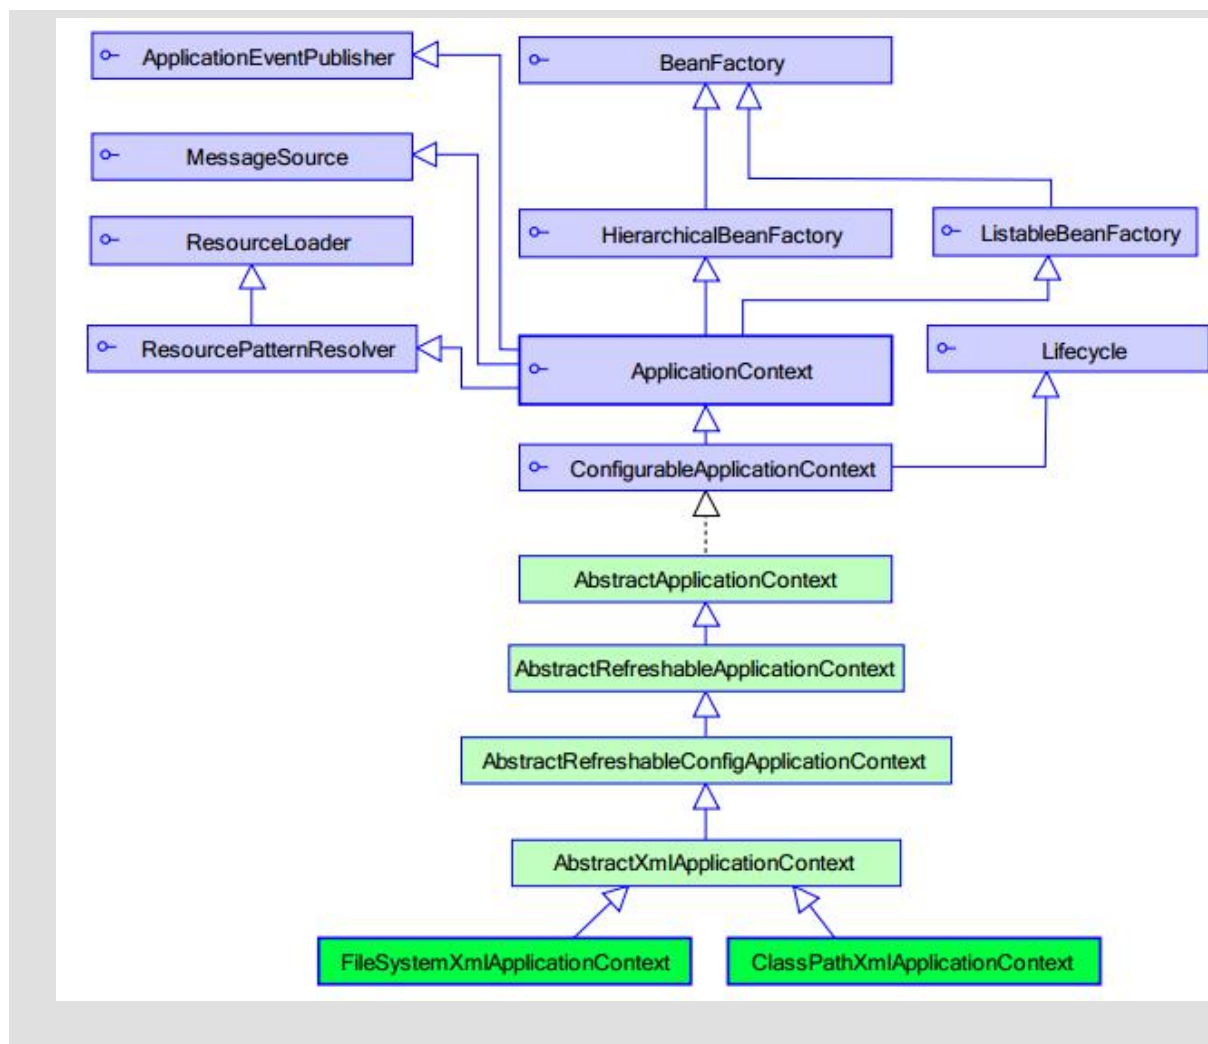 ApplicationEventPublisher
BeanFactory
MessageSource
ResourceLoader
HierarchicalBeanFactory
ListableBeanFactory
ResourcePatternResolver
ApplicationContext
Lifecycle
ConfigurableApplicationContext
AbstractApplicationContext
AbstractRefreshableApplicationContext
AbstractRefreshableConfigApplicationContext
AbstractXmlApplicationContext
FileSystemXmlApplicationContext
ClassPathXmlApplicationContext